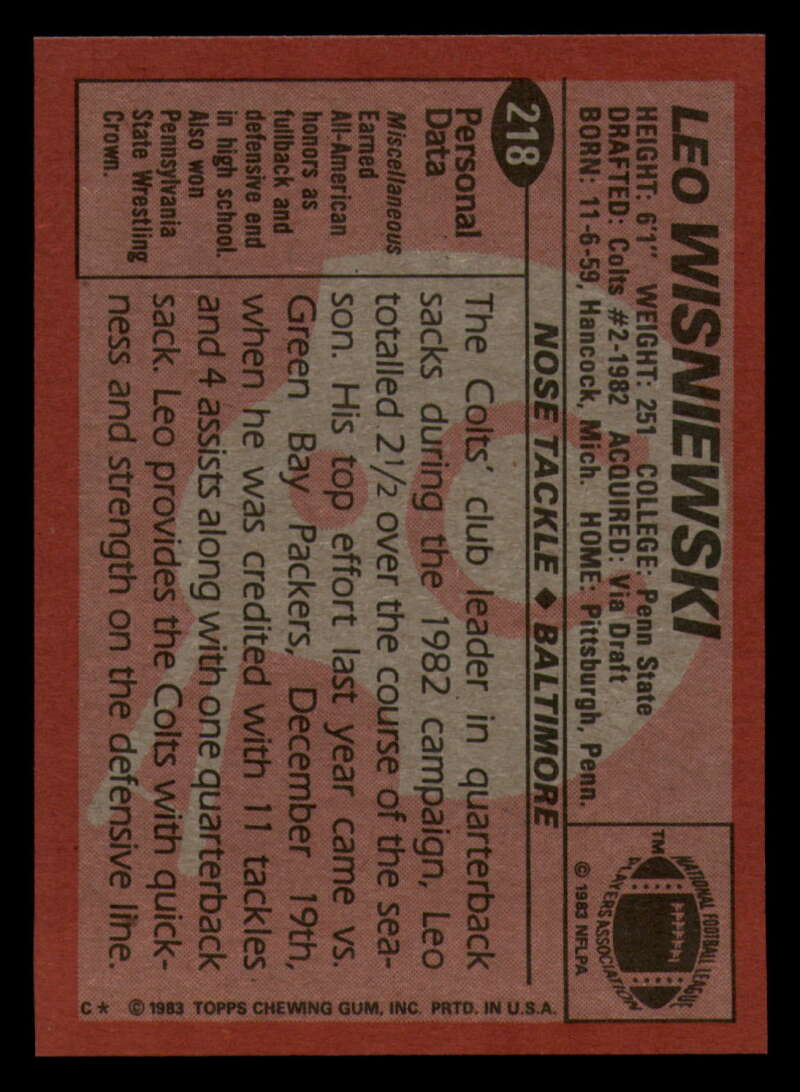 LEO WISNIEWSKI
HEIGHT: 6'1" WEIGHT: 251 COLLEGE: Penn State
DRAFTED: Colts #2-1982 ACQUIRED: Via Draft
BORN: 11-6-59, Hancock, Mich. HOME: Pittsburgh, Penn.
NATIONAL FOOTBALL LEAGUE
PLAYERS ASSOCIATION
TM
© 1983 NFLPA
218
NOSE TACKLE ◆ BALTIMORE
Personal
Data
Miscellaneous
Earned
All-American
honors as
fullback and
defensive end
in high school.
Also won
Pennsylvania
State Wrestling
Crown.
The Colts' club leader in quarterback
sacks during the 1982 campaign, Leo
totalled 2½ over the course of the sea-
son. His top effort last year came vs.
Green Bay Packers, December 19th,
when he was credited with 11 tackles
and 4 assists along with one quarterback
sack. Leo provides the Colts with quick-
ness and strength on the defensive line.
C* © 1983 TOPPS CHEWING GUM, INC. PRTD. IN U.S.A.